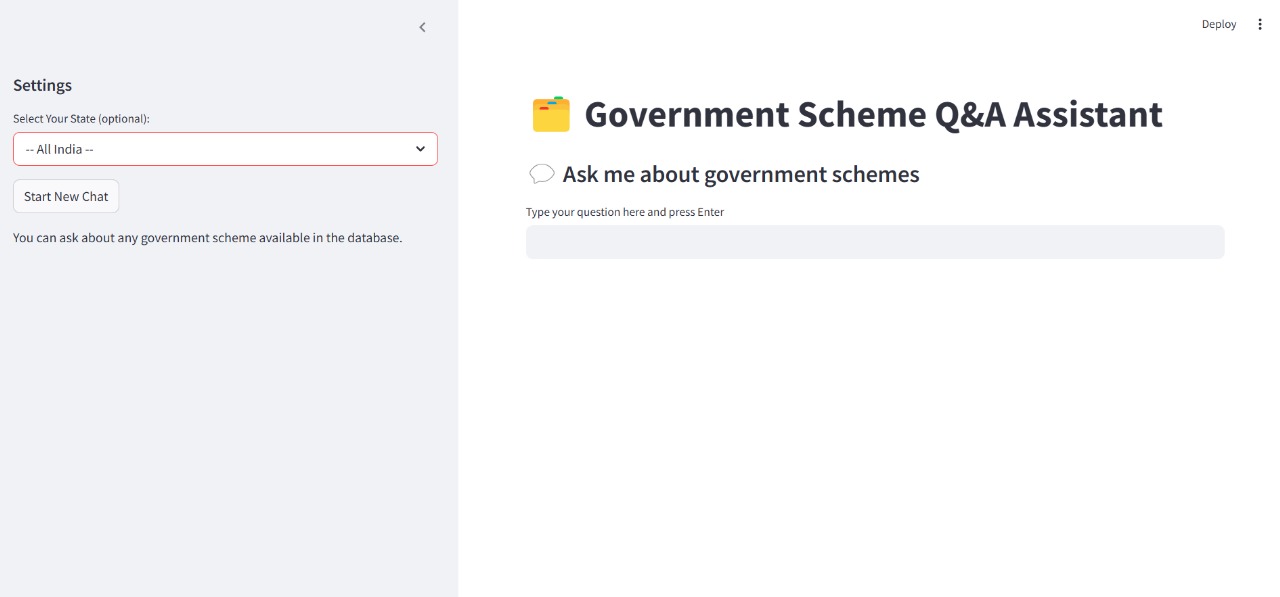 Settings
Select Your State (optional):
-- All India --
Start New Chat
You can ask about any government scheme available in the database.
Deploy
Government Scheme Q&A Assistant
Ask me about government schemes
Type your question here and press Enter